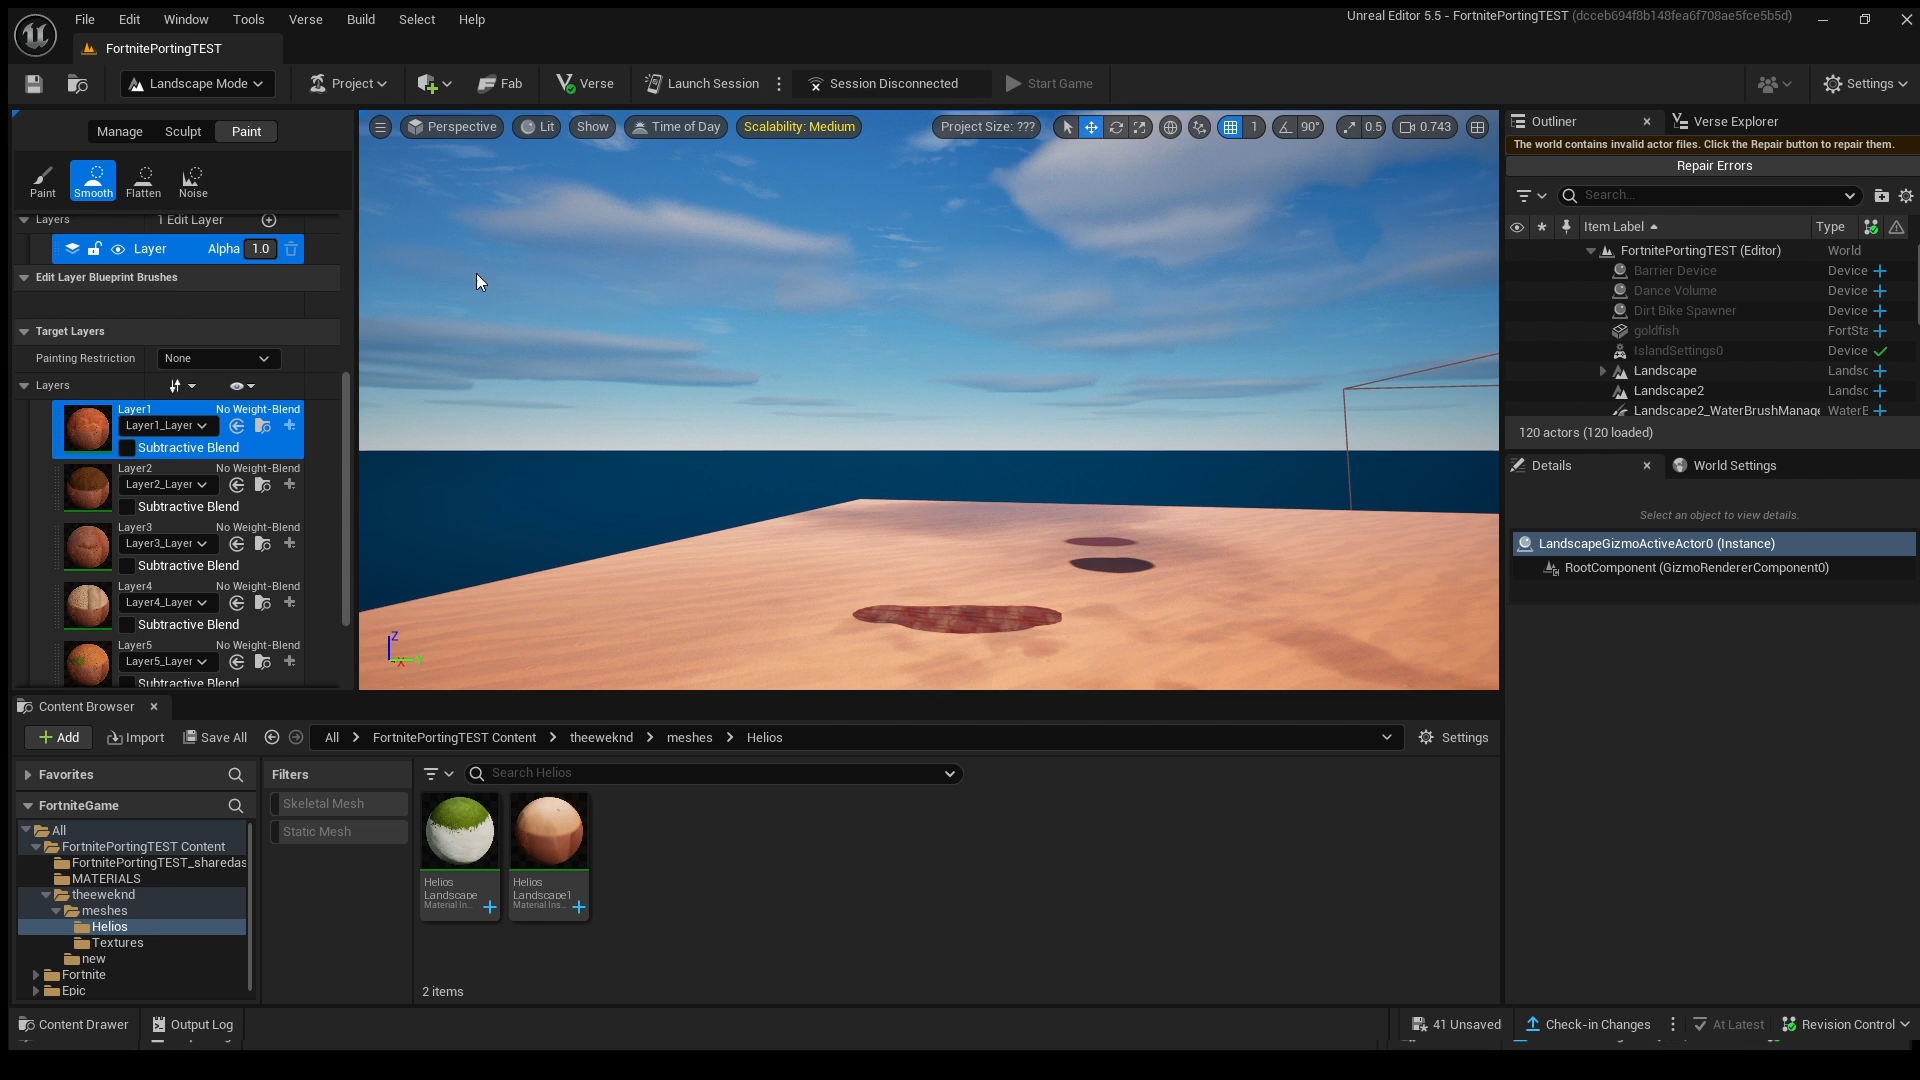 File Edit Window Tools Verse Build Select Help
Unreal Editor 5.5 - FortnitePortingTEST (dcceb694f8b148fea6f708ae5fce5b5d)
FortnitePortingTEST
Landscape Mode Project Fab Verse Launch Session Session Disconnected Start Game Settings
Manage Sculpt Paint
Paint Smooth Flatten Noise
Layers 1 Edit Layer
Layer Alpha 1.0
Edit Layer Blueprint Brushes
Target Layers
Painting Restriction None
Layers
Layer1 No Weight-Blend
Layer1_Layer
Subtractive Blend
Layer2 No Weight-Blend
Layer2_Layer
Subtractive Blend
Layer3 No Weight-Blend
Layer3_Layer
Subtractive Blend
Layer4 No Weight-Blend
Layer4_Layer
Subtractive Blend
Layer5 No Weight-Blend
Layer5_Layer
Subtractive Blend
Perspective Lit Show Time of Day Scalability: Medium Project Size: ??? 1 90° 0.5 0.743
Z
X Y
Outliner Verse Explorer
The world contains invalid actor files. Click the Repair button to repair them.
Repair Errors
Search...
Item Label Type
FortnitePortingTEST (Editor) World
Barrier Device Device
Dance Volume Device
Dirt Bike Spawner Device
goldfish FortSta
IslandSettings0 Device
Landscape Landsc
Landscape2 Landsc
Landscape2_WaterBrushManage WaterE
120 actors (120 loaded)
Details World Settings
Select an object to view details.
LandscapeGizmoActiveActor0 (Instance)
RootComponent (GizmoRendererComponent0)
Content Browser
Add Import Save All All FortnitePortingTEST Content theeweknd meshes Helios Settings
Favorites
FortniteGame
All
FortnitePortingTEST Content
FortnitePortingTEST_sharedas
MATERIALS
theeweknd
meshes
Helios
Textures
new
Fortnite
Epic
Filters
Skeletal Mesh
Static Mesh
Search Helios
Helios
Landscape
Material In...
Helios
Landscape1
Material Ins...
2 items
Content Drawer Output Log 41 Unsaved Check-in Changes At Latest Revision Control